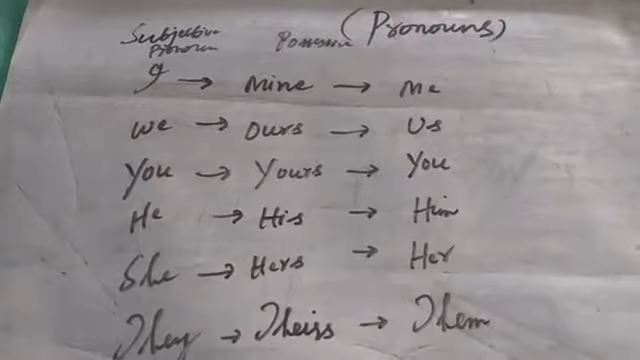 (Pronouns)
Subjective Possessive
Pronoun
I → Mine → Me
We → Ours → Us
You → Yours → You
He → His → Him
She → Hers → Her
They → Theirs → Them